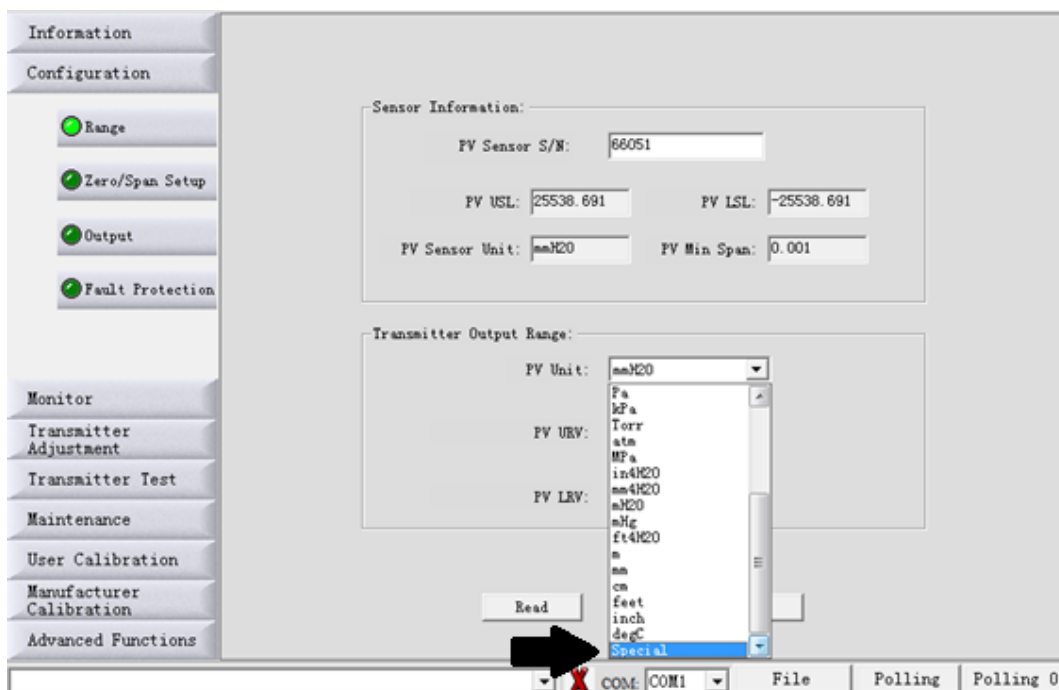 Information
Configuration
Range
Zero/Span Setup
Output
Fault Protection
Monitor
Transmitter
Adjustment
Transmitter Test
Maintenance
User Calibration
Manufacturer
Calibration
Advanced Functions
Sensor Information:
PV Sensor S/N: 66051
PV USL: 25538.691 PV LSL: -25538.691
PV Sensor Unit: mmH2O PV Min Span: 0.001
Transmitter Output Range:
PV Unit: mmH2O
PV URV:
PV LRV:
Pa
kPa
Torr
atm
MPa
in4H2O
mm4H2O
mH2O
mHg
ft4H2O
m
mm
cm
feet
inch
degC
Special
Read
COM: COM1 File Polling Polling 0